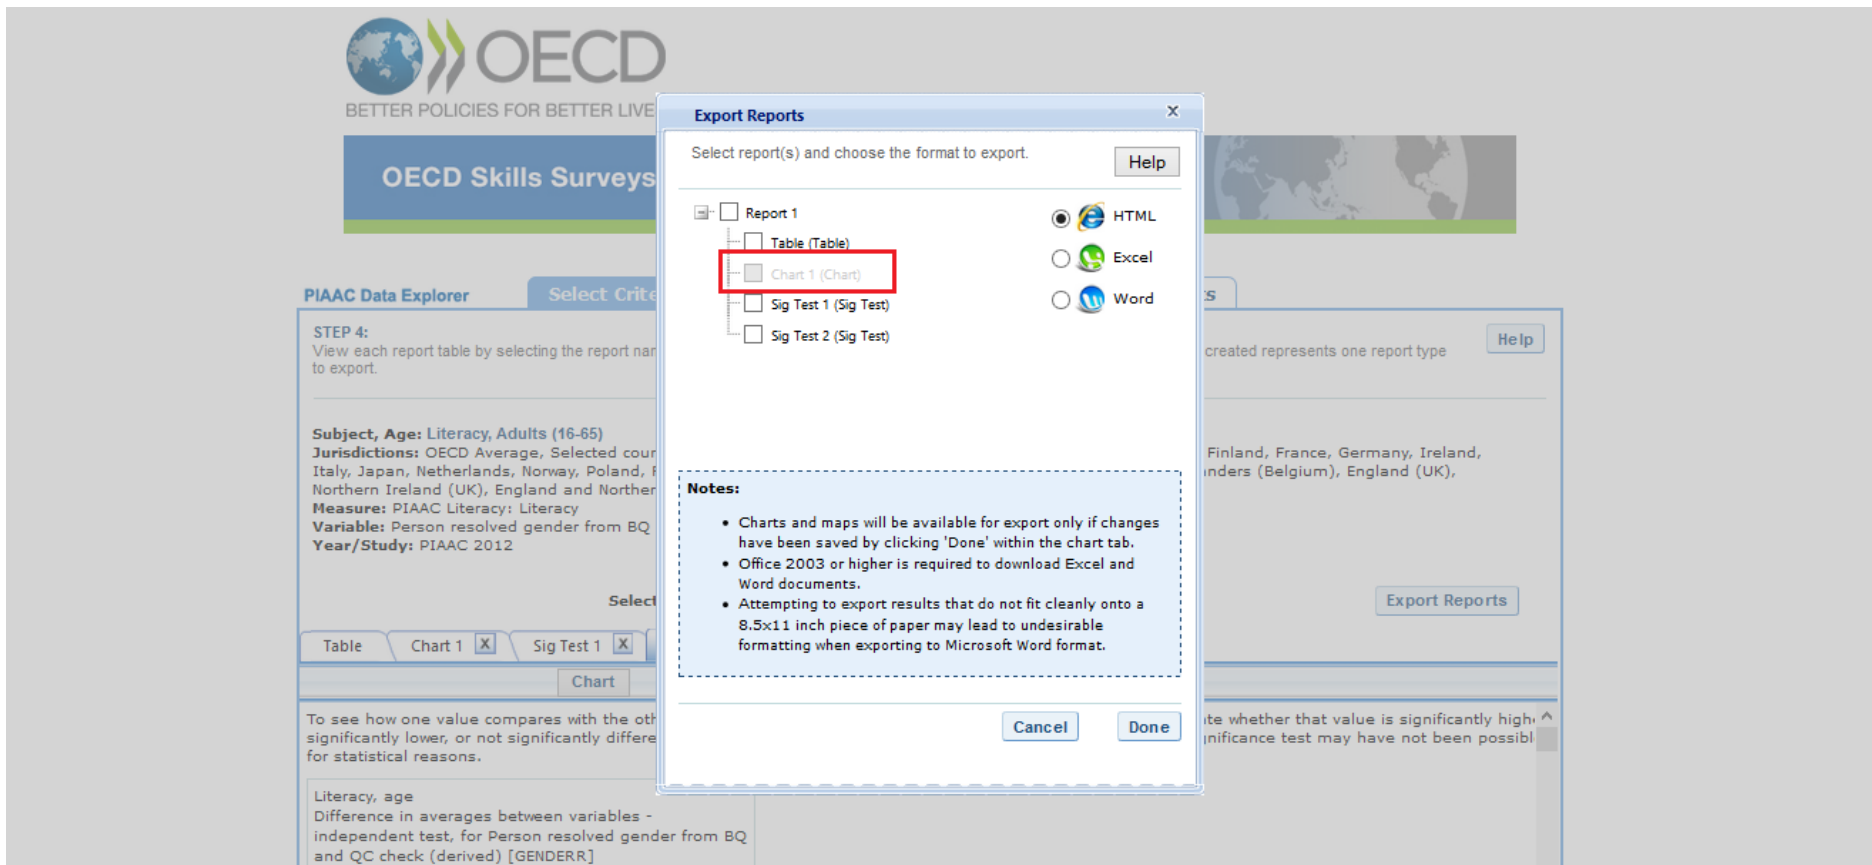 OECD
BETTER POLICIES FOR BETTER LIVE
OECD Skills Surveys
Export Reports
X
Select report(s) and choose the format to export.
Help
Report 1
Table (Table)
Chart 1 (Chart)
Sig Test 1 (Sig Test)
Sig Test 2 (Sig Test)
HTML
Excel
Word
PIAAC Data Explorer
Select Crite
s
STEP 4:
View each report table by selecting the report nar
created represents one report type
to export.
Help
Subject, Age: Literacy, Adults (16-65)
Jurisdictions: OECD Average, Selected cour
Finland, France, Germany, Ireland,
Italy, Japan, Netherlands, Norway, Poland,
nders (Belgium), England (UK),
Northern Ireland (UK), England and Norther
Measure: PIAAC Literacy: Literacy
Variable: Person resolved gender from BQ
Year/Study: PIAAC 2012
Select
Export Reports
Notes:
• Charts and maps will be available for export only if changes
have been saved by clicking 'Done' within the chart tab.
• Office 2003 or higher is required to download Excel and
Word documents.
• Attempting to export results that do not fit cleanly onto a
8.5x11 inch piece of paper may lead to undesirable
formatting when exporting to Microsoft Word format.
Cancel
Done
Table
Chart 1 X
Sig Test 1 X
Chart
To see how one value compares with the oth
te whether that value is significantly high
significantly lower, or not significantly differe
nificance test may have not been possibl
for statistical reasons.
Literacy, age
Difference in averages between variables -
independent test, for Person resolved gender from BQ
and QC check (derived) [GENDERR]